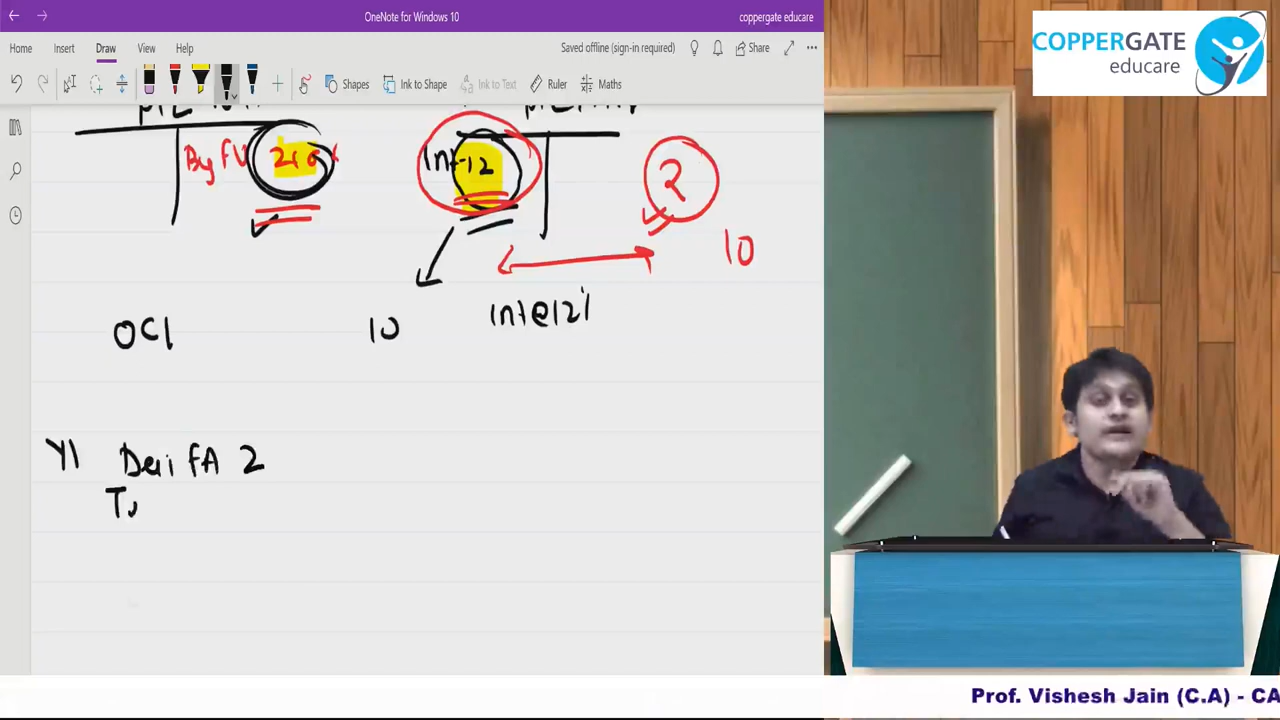 OneNote for Windows 10
coppergate educare
Home Insert Draw View Help
Saved offline (sign-in required)
Share
Shapes Ink to Shape Ink to Text Ruler Maths
COPPERGATE
educare
By FV
Int-12
2
10
OCI 10 Int@12%
Y1 Deri FA 2
Prof. Vishesh Jain (C.A) - CA